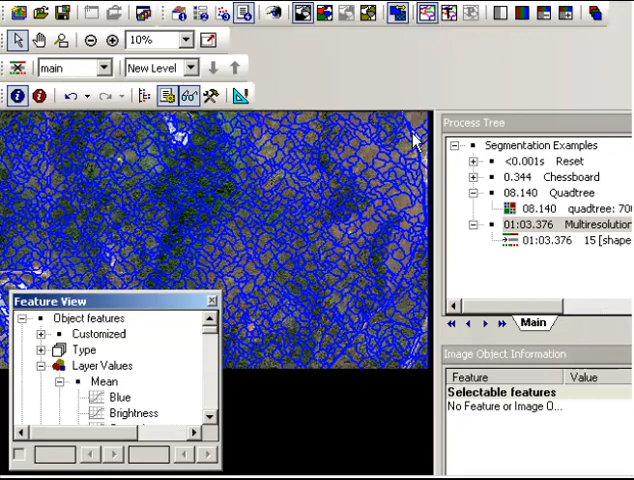 10%
main
New Level
Process Tree
Segmentation Examples
<0.001s Reset
0.344 Chessboard
08.140 Quadtree
08.140 quadtree: 70
01:03.376 Multiresolution
01:03.376 15 [shape
Main
Feature View
Object features
Customized
Type
Layer Values
Mean
Blue
Brightness
Image Object Information
Feature Value
Selectable features
No Feature or Image O...